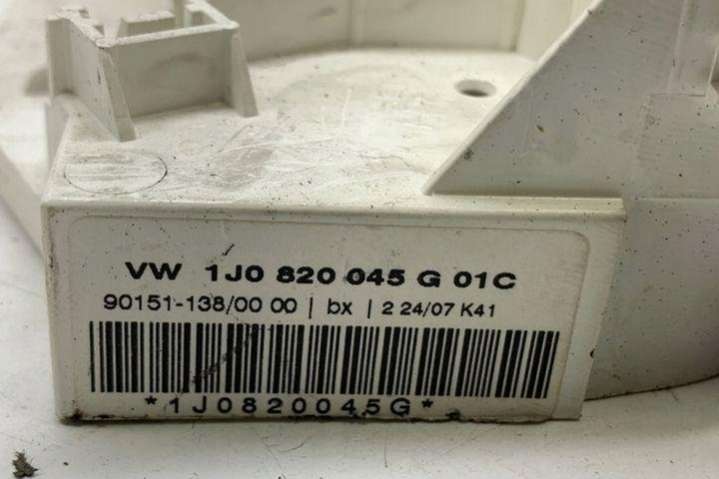 VW 1J0 820 045 G 01C
90151-138/00 00 | bx | 2 24/07 K41
*1J0820045G*